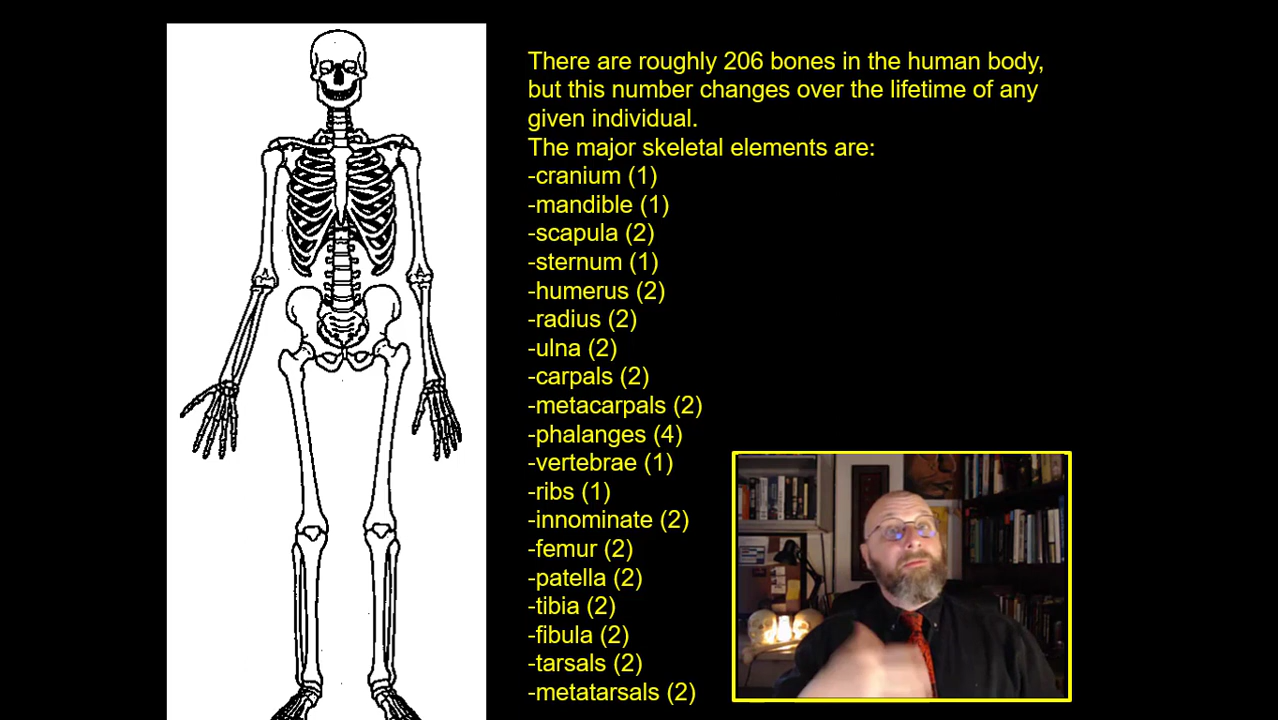 There are roughly 206 bones in the human body,
but this number changes over the lifetime of any
given individual.
The major skeletal elements are:
-cranium (1)
-mandible (1)
-scapula (2)
-sternum (1)
-humerus (2)
-radius (2)
-ulna (2)
-carpals (2)
-metacarpals (2)
-phalanges (4)
-vertebrae (1)
-ribs (1)
-innominate (2)
-femur (2)
-patella (2)
-tibia (2)
-fibula (2)
-tarsals (2)
-metatarsals (2)